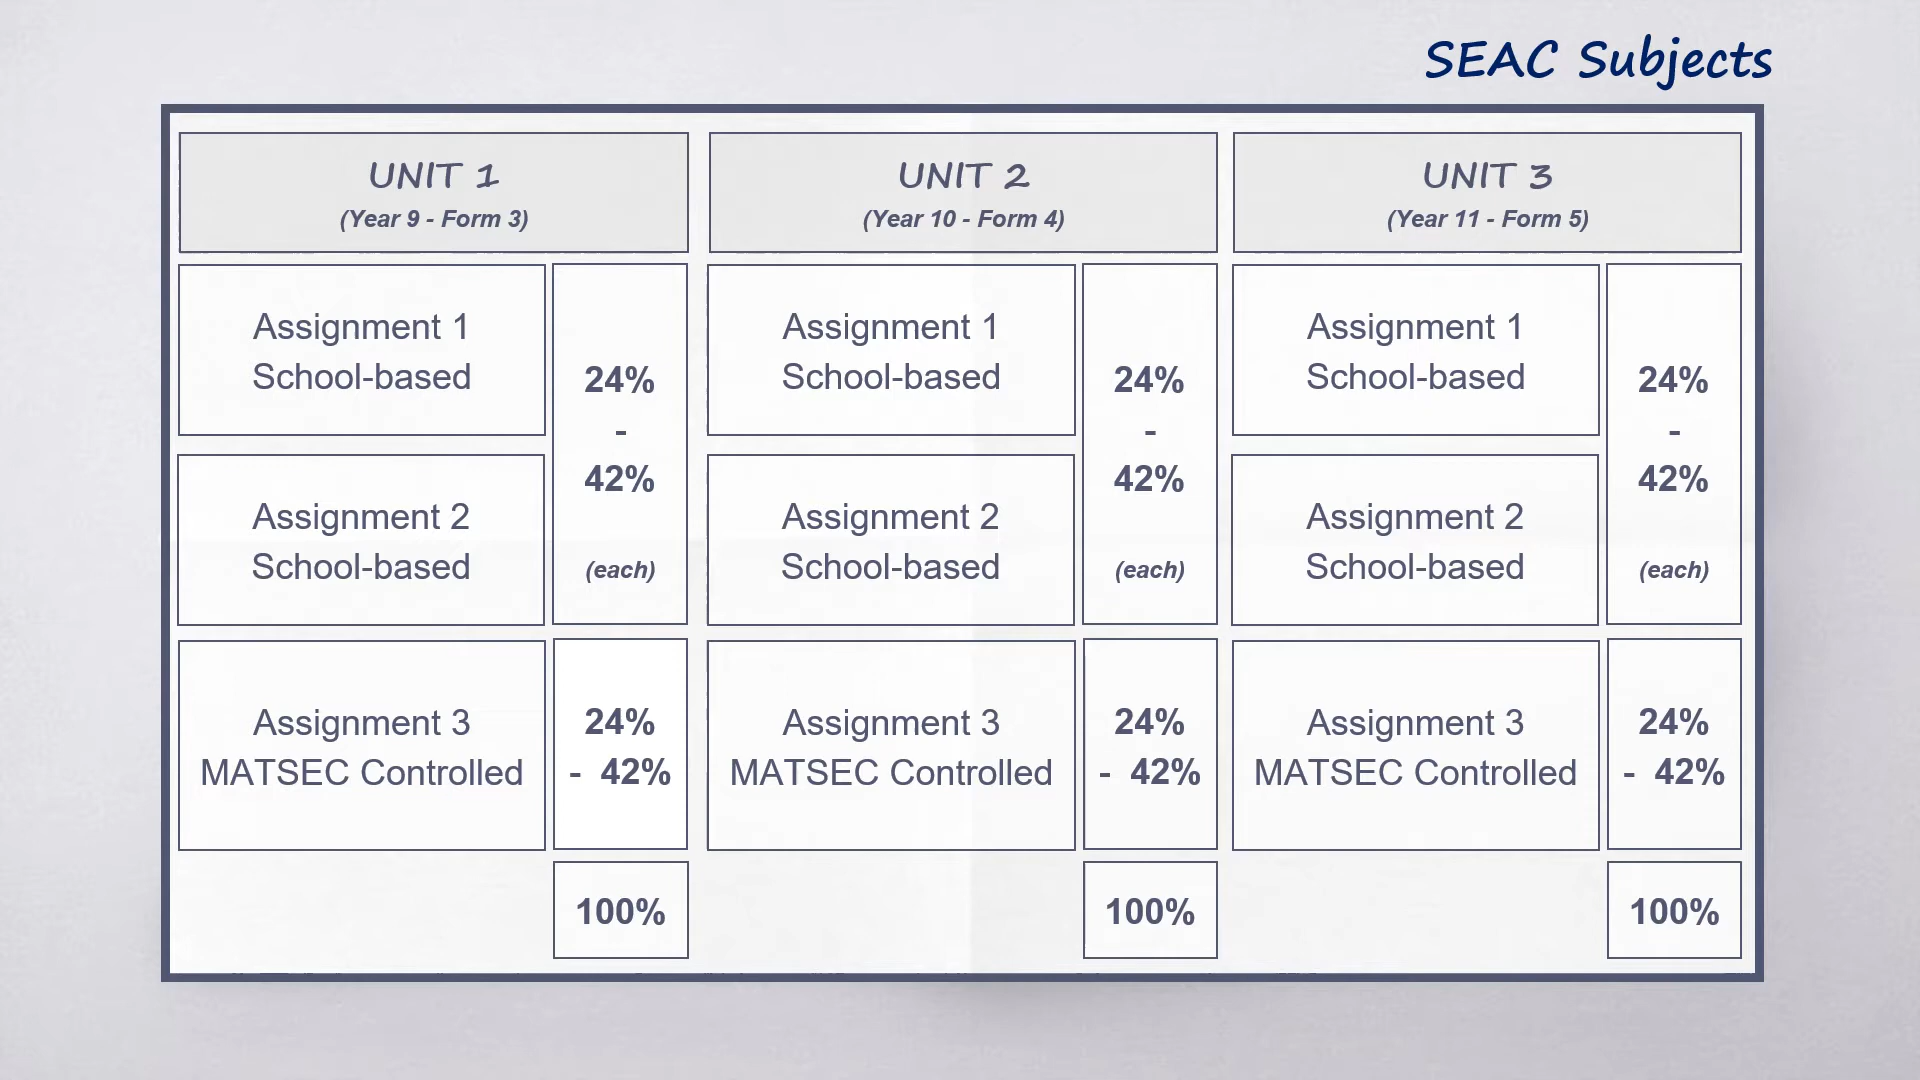 SEAC Subjects
UNIT 1
(Year 9 - Form 3)
Assignment 1
School-based
Assignment 2
School-based
24%
-
42%
(each)
Assignment 3
MATSEC Controlled
24%
- 42%
100%
UNIT 2
(Year 10 - Form 4)
Assignment 1
School-based
Assignment 2
School-based
24%
-
42%
(each)
Assignment 3
MATSEC Controlled
24%
- 42%
100%
UNIT 3
(Year 11 - Form 5)
Assignment 1
School-based
Assignment 2
School-based
24%
-
42%
(each)
Assignment 3
MATSEC Controlled
24%
- 42%
100%